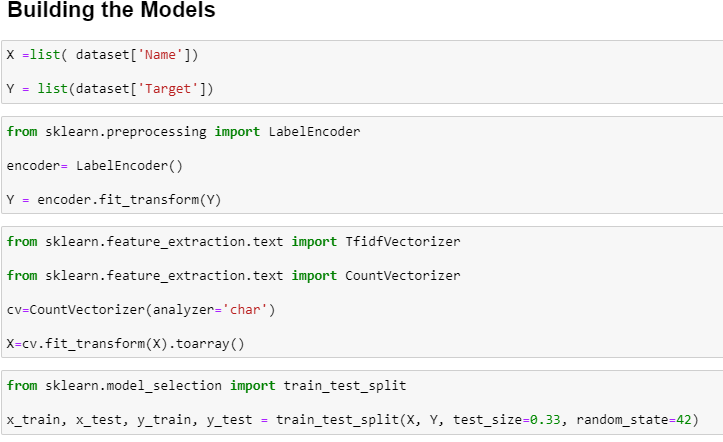 Building the Models
X =list( dataset['Name'])
Y = list(dataset['Target'])
from sklearn.preprocessing import LabelEncoder
encoder= LabelEncoder()
Y = encoder.fit_transform(Y)
from sklearn.feature_extraction.text import TfidfVectorizer
from sklearn.feature_extraction.text import CountVectorizer
cv=CountVectorizer(analyzer='char')
X=cv.fit_transform(X).toarray()
from sklearn.model_selection import train_test_split
x_train, x_test, y_train, y_test = train_test_split(X, Y, test_size=0.33, random_state=42)